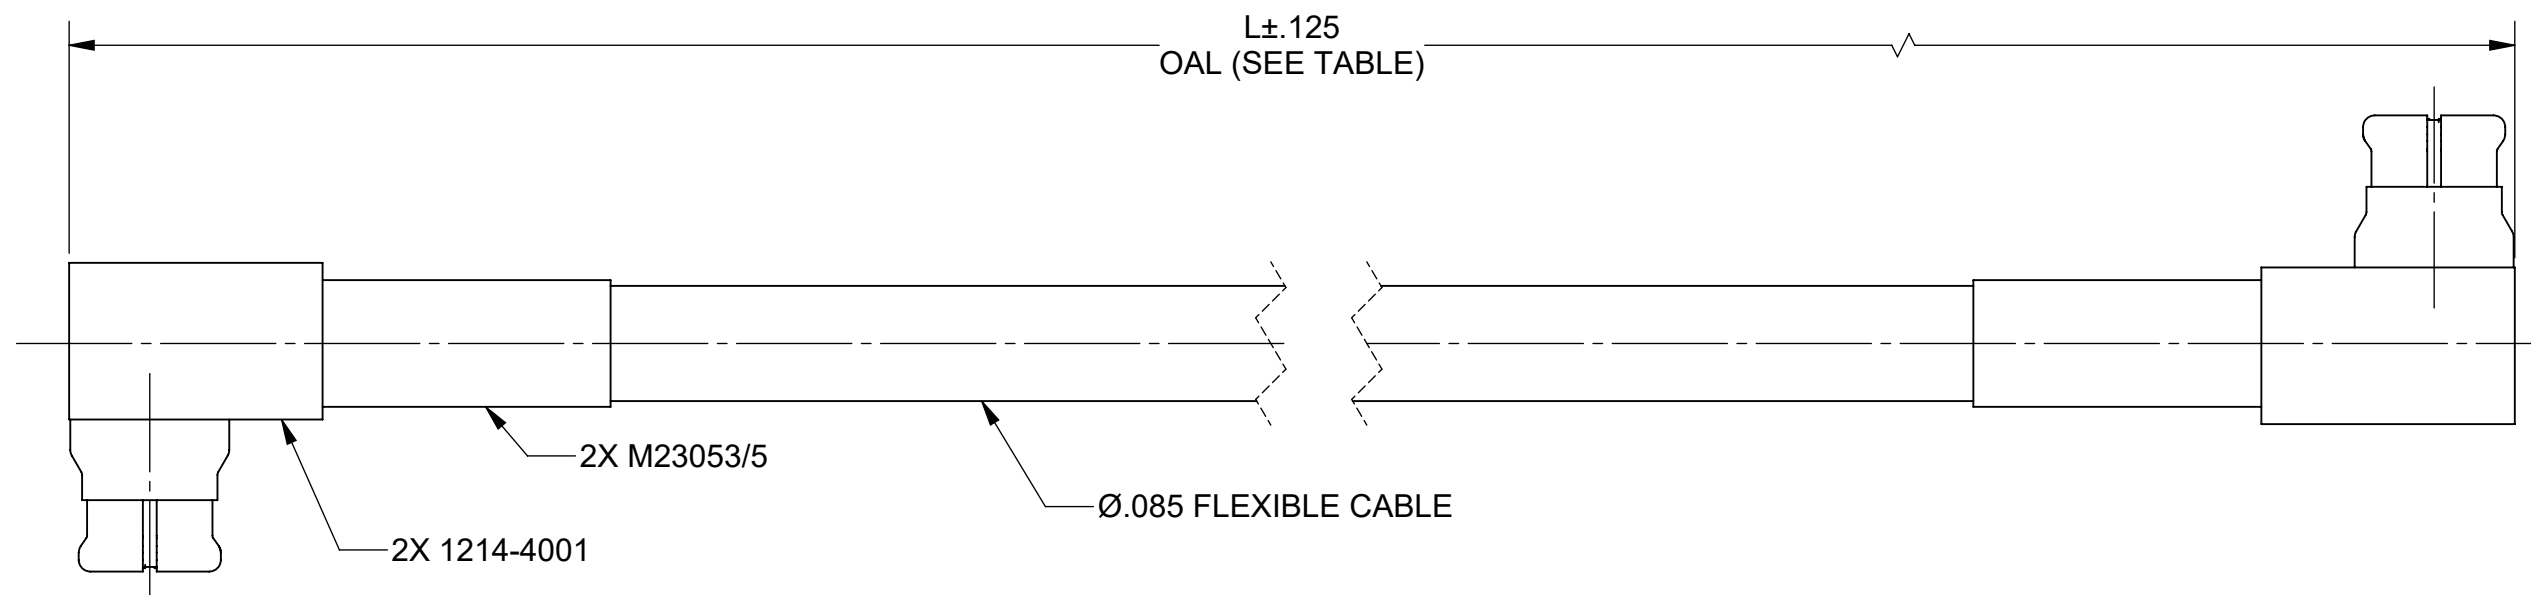 L±.125
OAL (SEE TABLE)
2X M23053/5
Ø.085 FLEXIBLE CABLE
2X 1214-4001